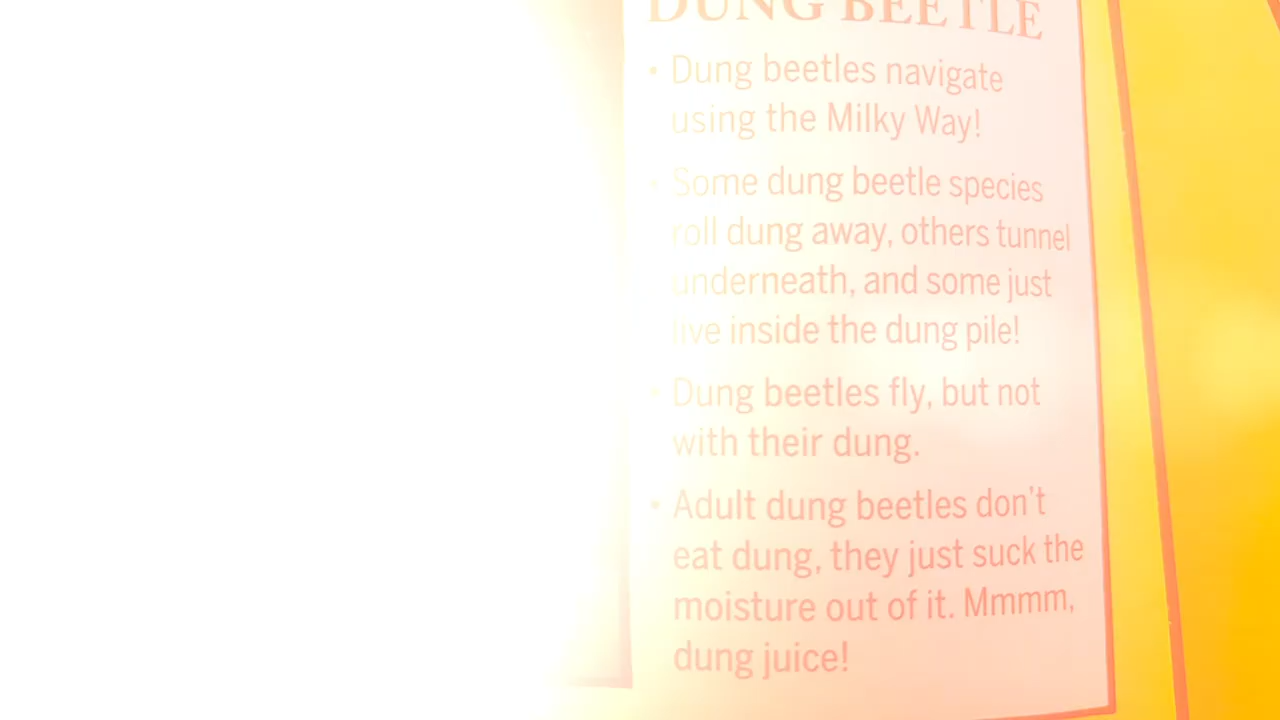 DUNG BEETLE
• Dung beetles navigate
using the Milky Way!
• Some dung beetle species
roll dung away, others tunnel
underneath, and some just
live inside the dung pile!
• Dung beetles fly, but not
with their dung.
• Adult dung beetles don't
eat dung, they just suck the
moisture out of it. Mmmm,
dung juice!